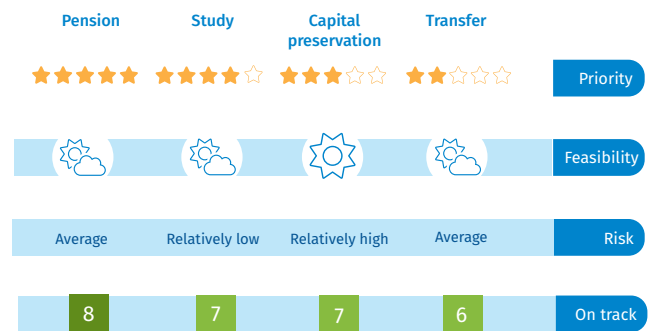 Pension Study Capital preservation Transfer
Priority
Feasibility
Average Relatively low Relatively high Average Risk
8 7 7 6 On track